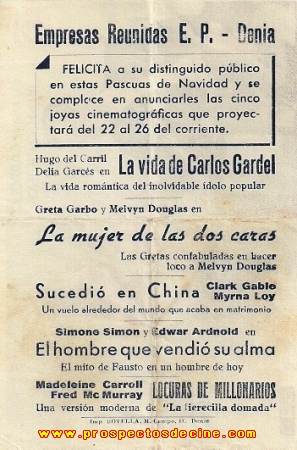 Empresas Reunidas E. P. - Denia
FELICITA a su distinguido público
en estas Pascuas de Navidad y se
complace en anunciarles las cinco
joyas cinematográficas que proyec-
tará del 22 al 26 del corriente.
Hugo del Carril
Delia Garcés en La vida de Carlos Gardel
La vida romántica del inolvidable ídolo popular
Greta Garbo y Melvyn Douglas en
La mujer de las dos caras
Las Gretas confabuladas en hacer
loco a Melvyn Douglas
Sucedió en China Clark Gable
Myrna Loy
Un vuelo alrededor del mundo que acaba en matrimonio
Simone Simon y Edwar Ardnold en
El hombre que vendió su alma
El mito de Fausto en un hombre de hoy
Madeleine Carroll
Fred Mc Murray LOCURAS DE MILLONARIOS
Una versión moderna de "La fierecilla domada"
Imp. BOTELLA, M. Campo, 11. Denia
www.prospectosdecine.com